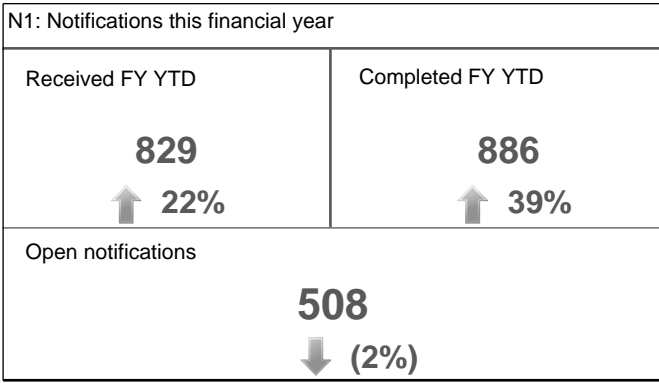 N1: Notifications this financial year
Received FY YTD
829
22%
Completed FY YTD
886
39%
Open notifications
508
(2%)